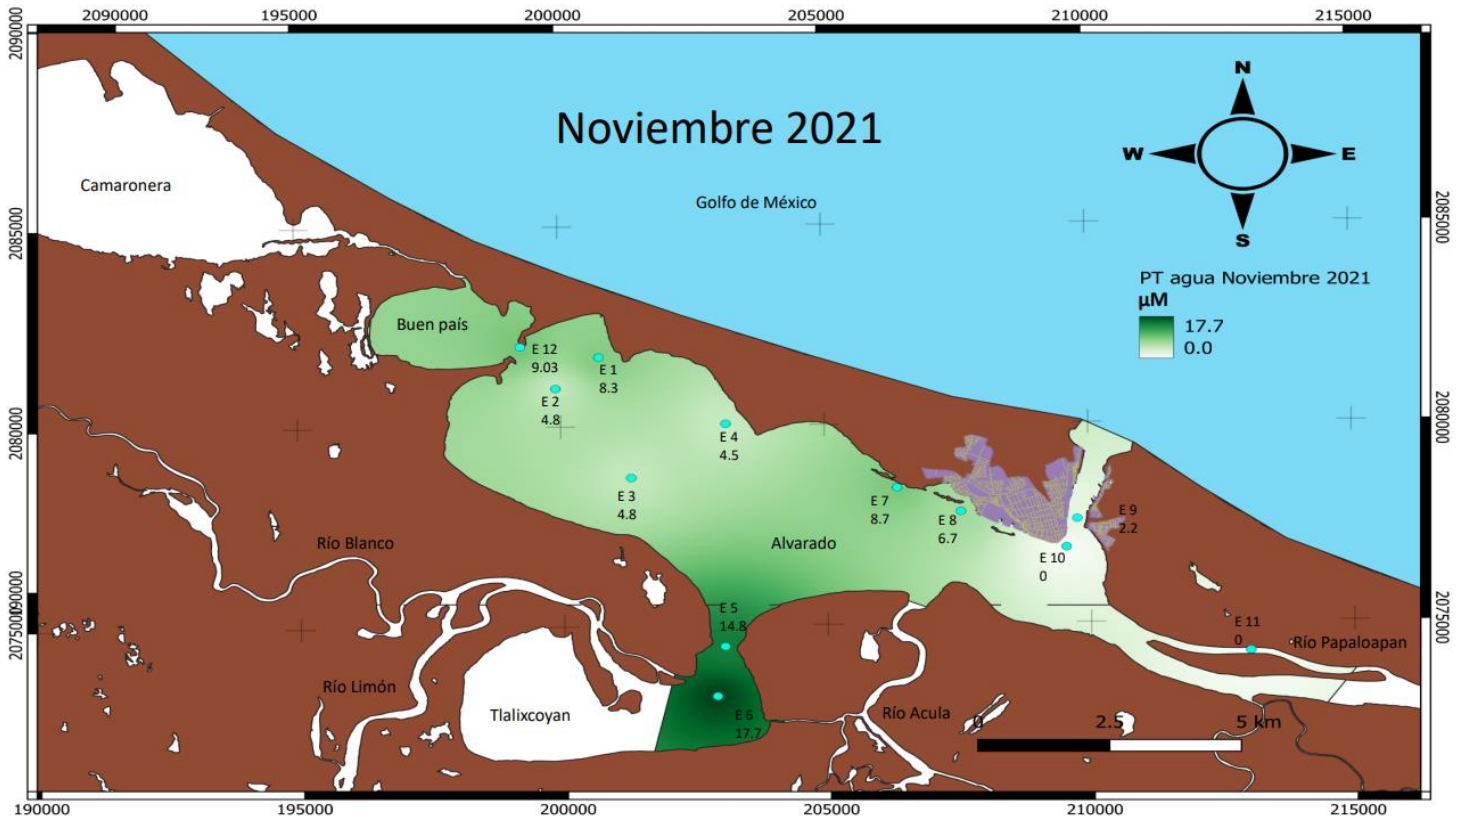 190000
195000
200000
205000
210000
215000
2090000
Noviembre 2021
N
W
E
S
Camaronera
Golfo de México
2085000
2085000
PT agua Noviembre 2021
µM
17.7
0.0
Buen país
E 12
9.03
E 1
8.3
E 2
4.8
E 4
4.5
2080000
2080000
E 3
4.8
E 7
8.7
E 8
6.7
E 9
2.2
E 10
0
Río Blanco
Alvarado
E 5
14.8
2075000
2075000
E 11
0
Río Papaloapan
Río Limón
Tlalixcoyan
E 6
17.7
Río Acula
0
2.5
5 km
190000
195000
200000
205000
210000
215000